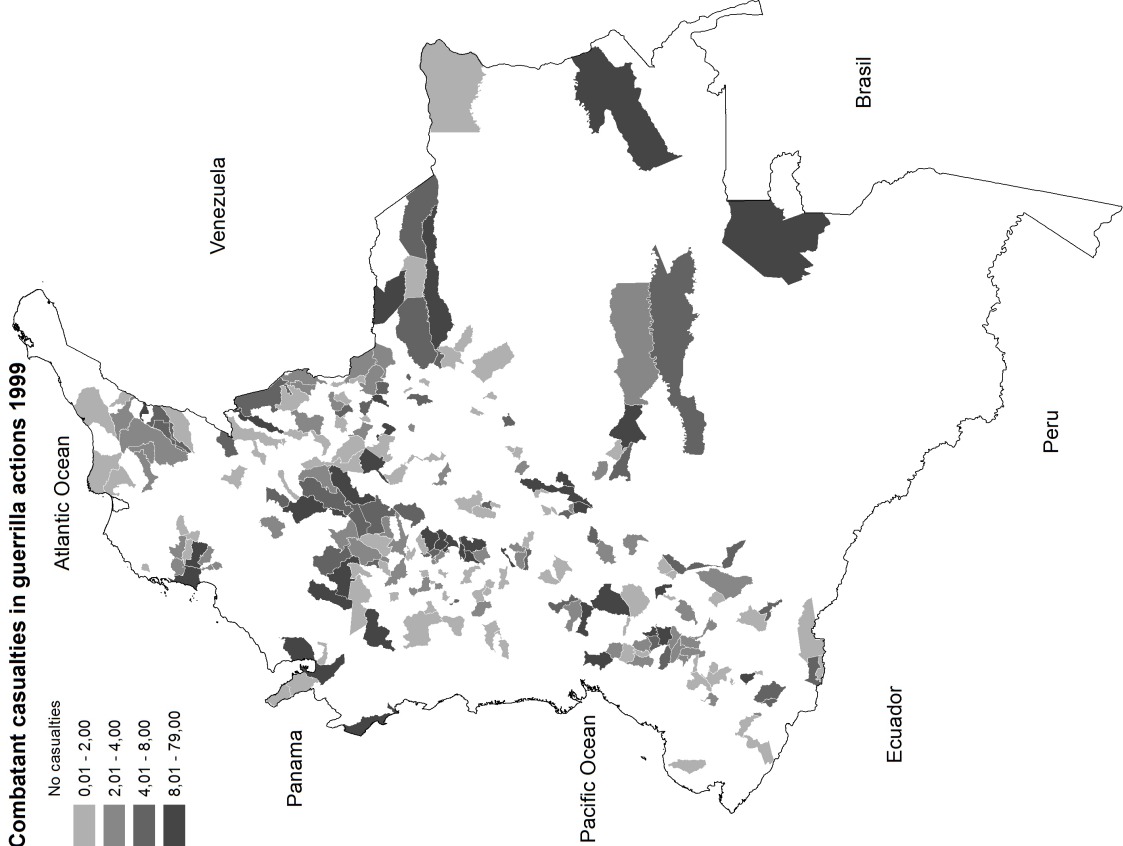 Combatant casualties in guerrilla actions 1999
No casualties
0,01 - 2,00
2,01 - 4,00
4,01 - 8,00
8,01 - 79,00
Atlantic Ocean
Venezuela
Panama
Pacific Ocean
Brasil
Ecuador
Peru